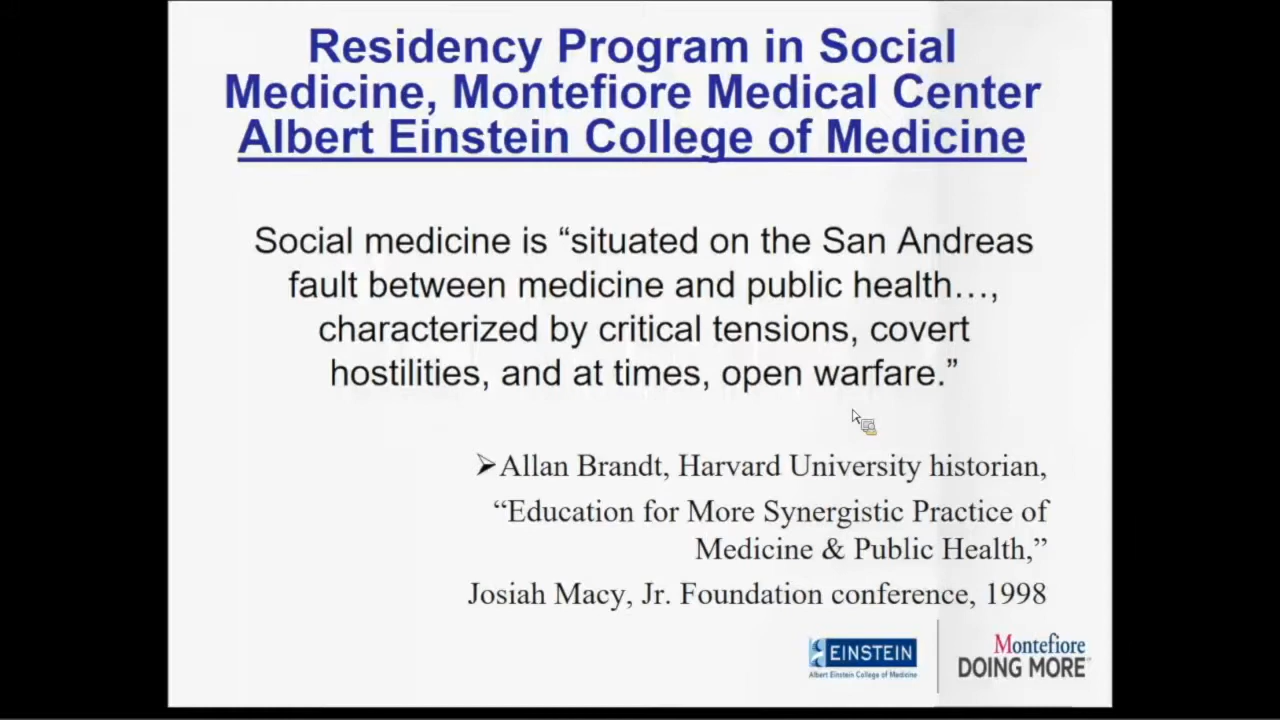 Residency Program in Social
Medicine, Montefiore Medical Center
Albert Einstein College of Medicine
Social medicine is “situated on the San Andreas
fault between medicine and public health…,
characterized by critical tensions, covert
hostilities, and at times, open warfare.”
➢Allan Brandt, Harvard University historian,
“Education for More Synergistic Practice of
Medicine & Public Health,”
Josiah Macy, Jr. Foundation conference, 1998
EINSTEIN
Albert Einstein College of Medicine
Montefiore
DOING MORE